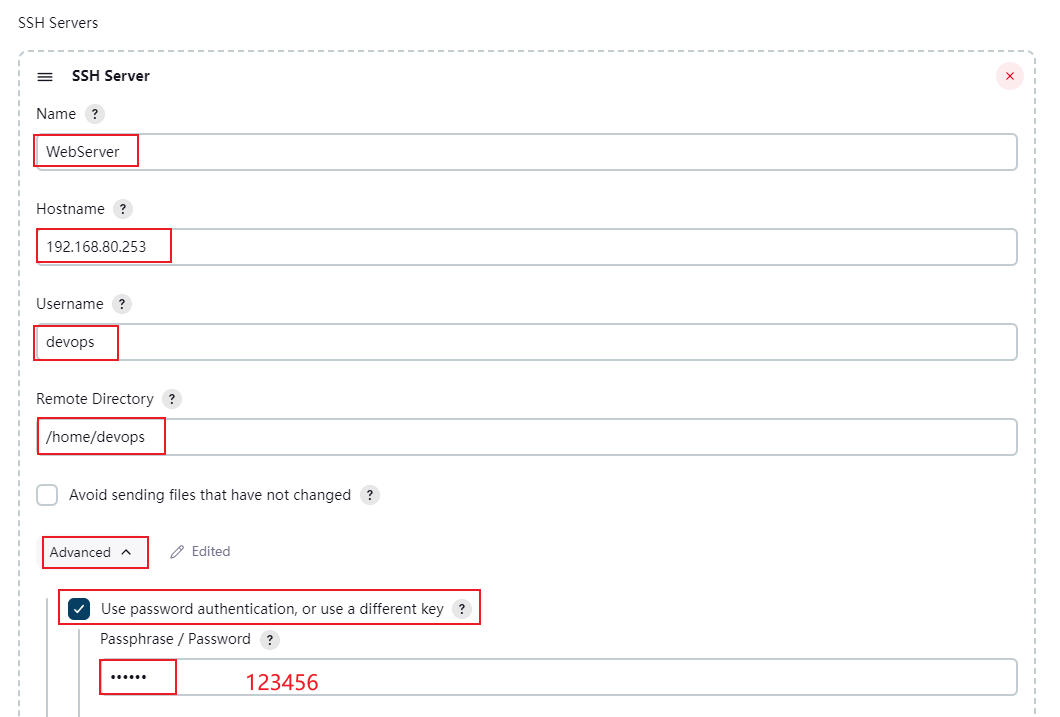 SSH Servers
SSH Server
Name ?
WebServer
Hostname ?
192.168.80.253
Username ?
devops
Remote Directory ?
/home/devops
Avoid sending files that have not changed ?
Advanced Edited
Use password authentication, or use a different key ?
Passphrase / Password ?
•••••• 123456